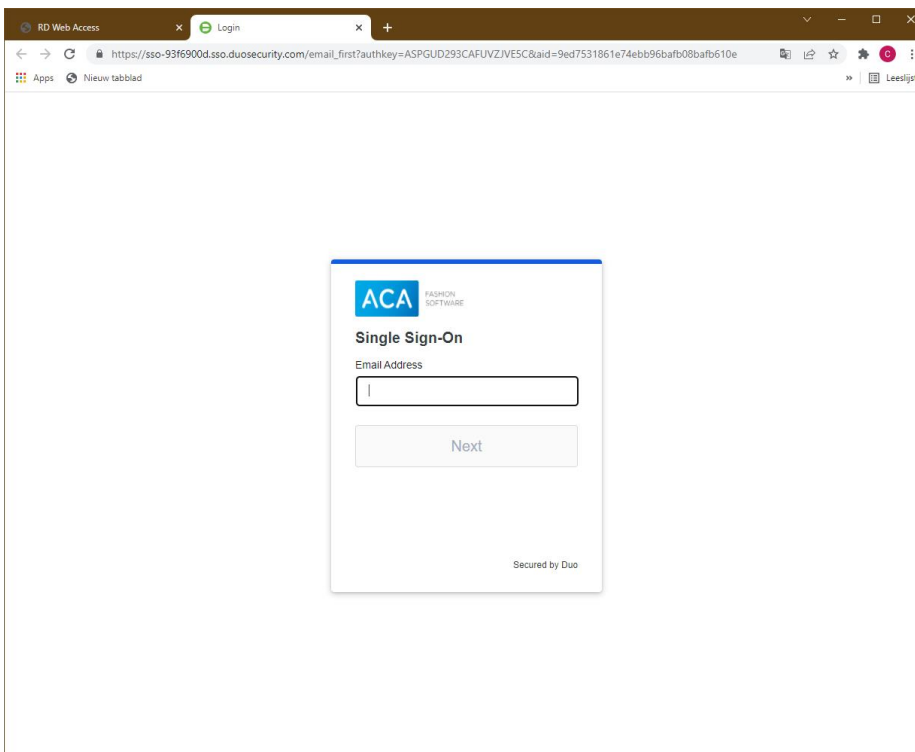 RD Web Access
Login
https://sso-93f6900d.sso.duosecurity.com/email_first?authkey=ASPGUD293CAFUVZJVE5C&aid=9ed7531861e74ebb96bafb08bafb610e
C
Apps
Nieuw tabblad
»
Leeslijst
ACA FASHION
SOFTWARE
Single Sign-On
Email Address
Next
Secured by Duo